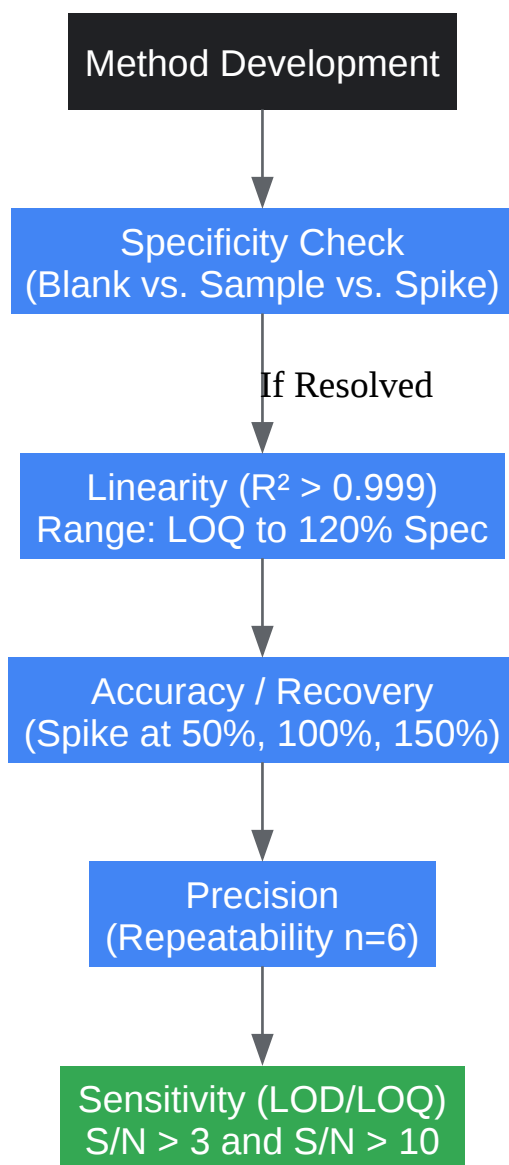 Method Development
Specificity Check
(Blank vs. Sample vs. Spike)
If Resolved
Linearity (R² > 0.999)
Range: LOQ to 120% Spec
Accuracy / Recovery
(Spike at 50%, 100%, 150%)
Precision
(Repeatability n=6)
Sensitivity (LOD/LOQ)
S/N > 3 and S/N > 10